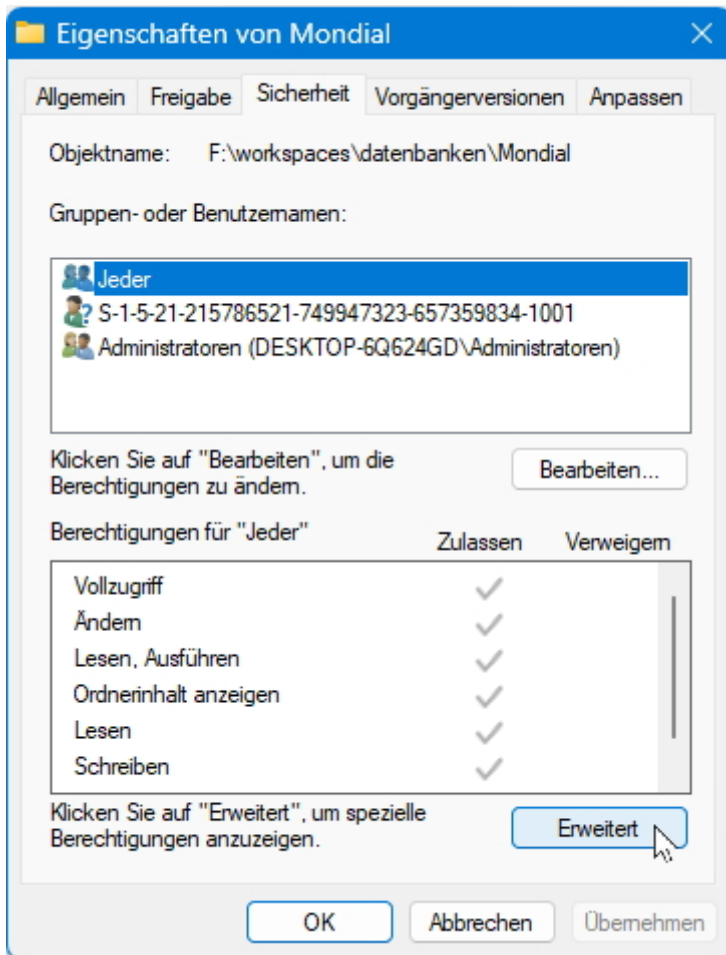 Eigenschaften von Mondial
Allgemein Freigabe Sicherheit Vorgängerversionen Anpassen
Objektname: F:\workspaces\datenbanken\Mondial
Gruppen- oder Benutzernamen:
Jeder
S-1-5-21-215786521-749947323-657359834-1001
Administratoren (DESKTOP-6Q624GD\Administratoren)
Klicken Sie auf "Bearbeiten", um die
Berechtigungen zu ändern.
Bearbeiten...
Berechtigungen für "Jeder"
Zulassen Verweigern
Vollzugriff
Ändern
Lesen, Ausführen
Ordnerinhalt anzeigen
Lesen
Schreiben
Klicken Sie auf "Erweitert", um spezielle
Berechtigungen anzuzeigen.
Erweitert
OK Abbrechen Übernehmen